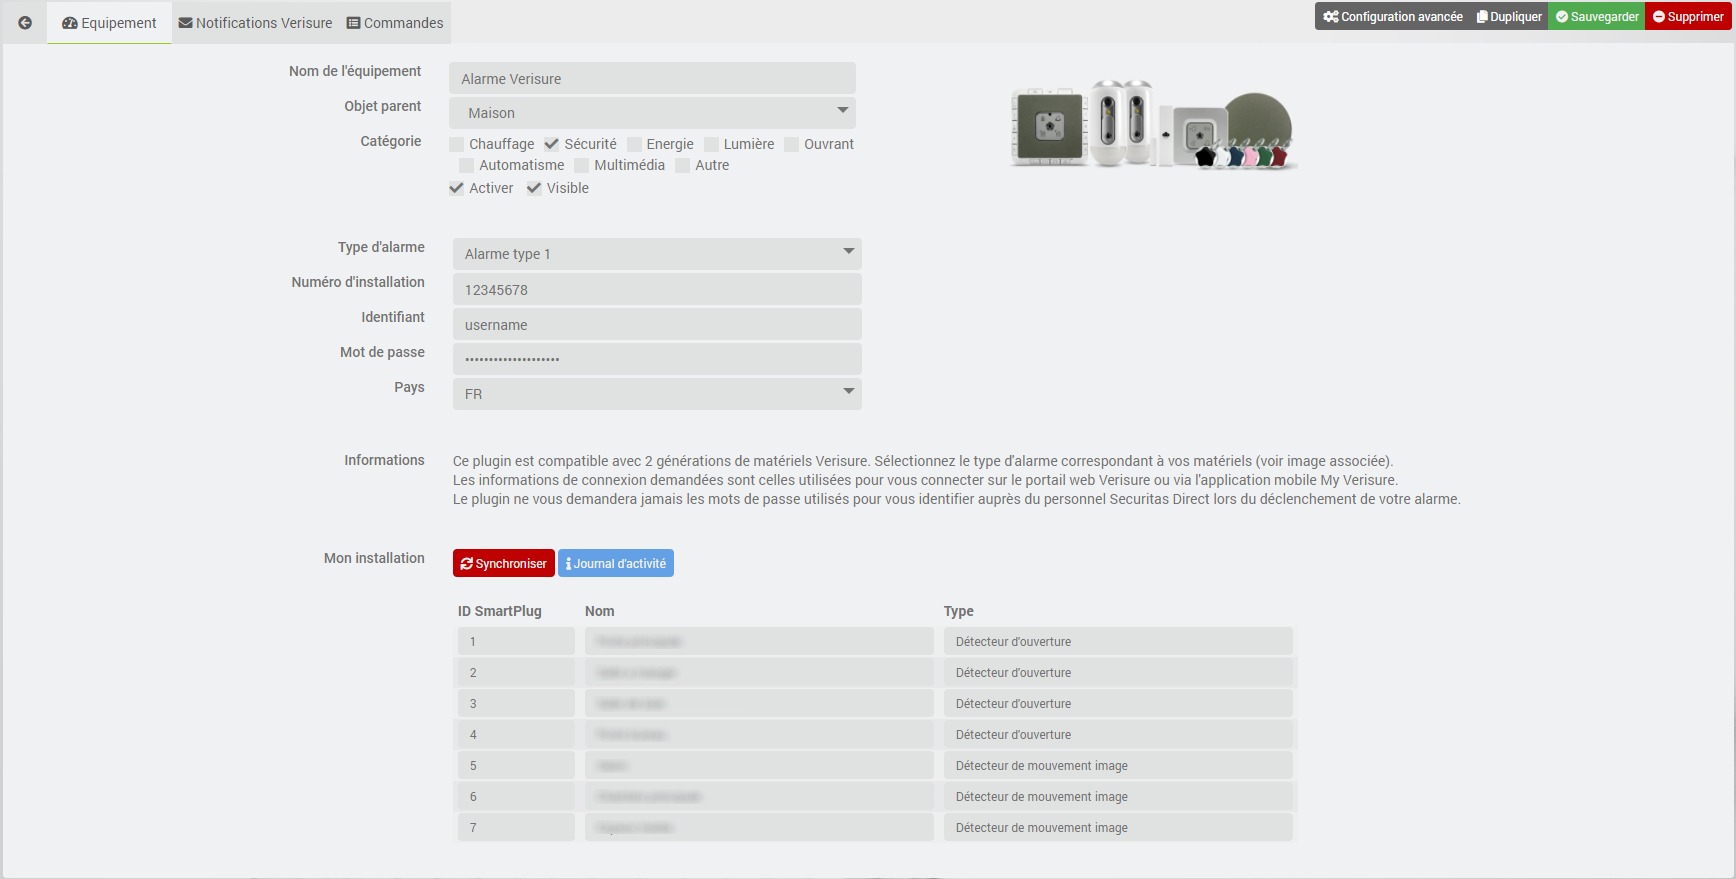 Equipement Notifications Verisure Commandes Configuration avancée Dupliquer Sauvegarder Supprimer
Nom de l'équipement Alarme Verisure
Objet parent Maison
Catégorie Chauffage Sécurité Energie Lumière Ouvrant
Automatisme Multimédia Autre
Activer Visible
Type d'alarme Alarme type 1
Numéro d'installation 12345678
Identifiant username
Mot de passe ••••••••••••••••••••
Pays FR
Informations Ce plugin est compatible avec 2 générations de matériels Verisure. Sélectionnez le type d'alarme correspondant à vos matériels (voir image associée).
Les informations de connexion demandées sont celles utilisées pour vous connecter sur le portail web Verisure ou via l'application mobile My Verisure.
Le plugin ne vous demandera jamais les mots de passe utilisés pour vous identifier auprès du personnel Securitas Direct lors du déclenchement de votre alarme.
Mon installation Synchroniser Journal d'activité
ID SmartPlug Nom Type
1 Détecteur d'ouverture
2 Détecteur d'ouverture
3 Détecteur d'ouverture
4 Détecteur d'ouverture
5 Détecteur de mouvement image
6 Détecteur de mouvement image
7 Détecteur de mouvement image